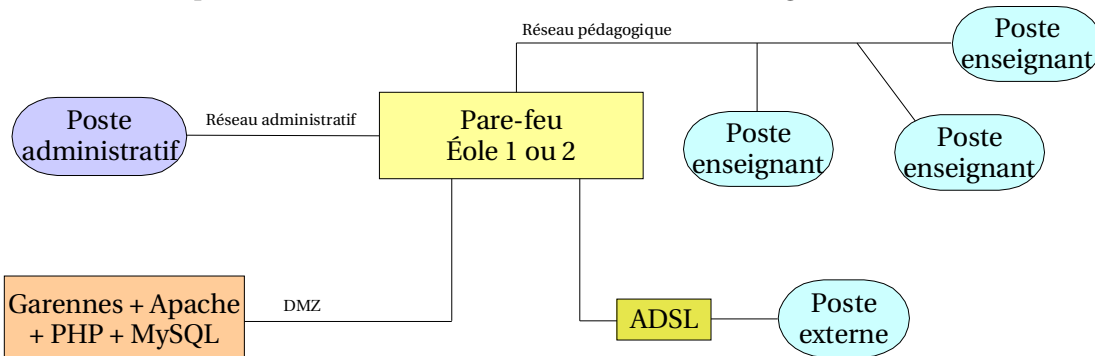 Réseau pédagogique
Poste
enseignant
Poste
administratif
Réseau administratif
Pare-feu
Éole 1 ou 2
Poste
enseignant
Poste
enseignant
Garennes + Apache
+ PHP + MySQL
DMZ
ADSL
Poste
externe